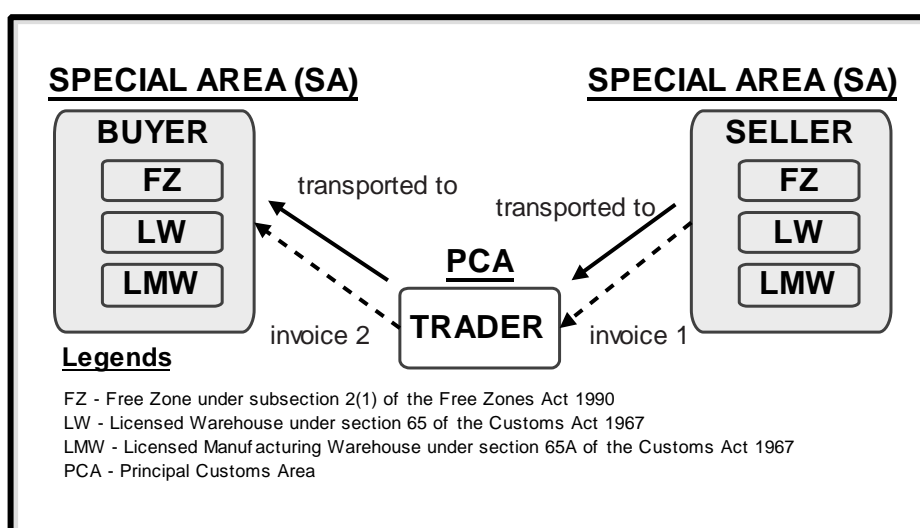 SPECIAL AREA (SA)
SPECIAL AREA (SA)
BUYER
FZ
LW
LMW
SELLER
FZ
LW
LMW
transported to
transported to
PCA
TRADER
invoice 2
invoice 1
Legends
FZ - Free Zone under subsection 2(1) of the Free Zones Act 1990
LW - Licensed Warehouse under section 65 of the Customs Act 1967
LMW - Licensed Manufacturing Warehouse under section 65A of the Customs Act 1967
PCA - Principal Customs Area